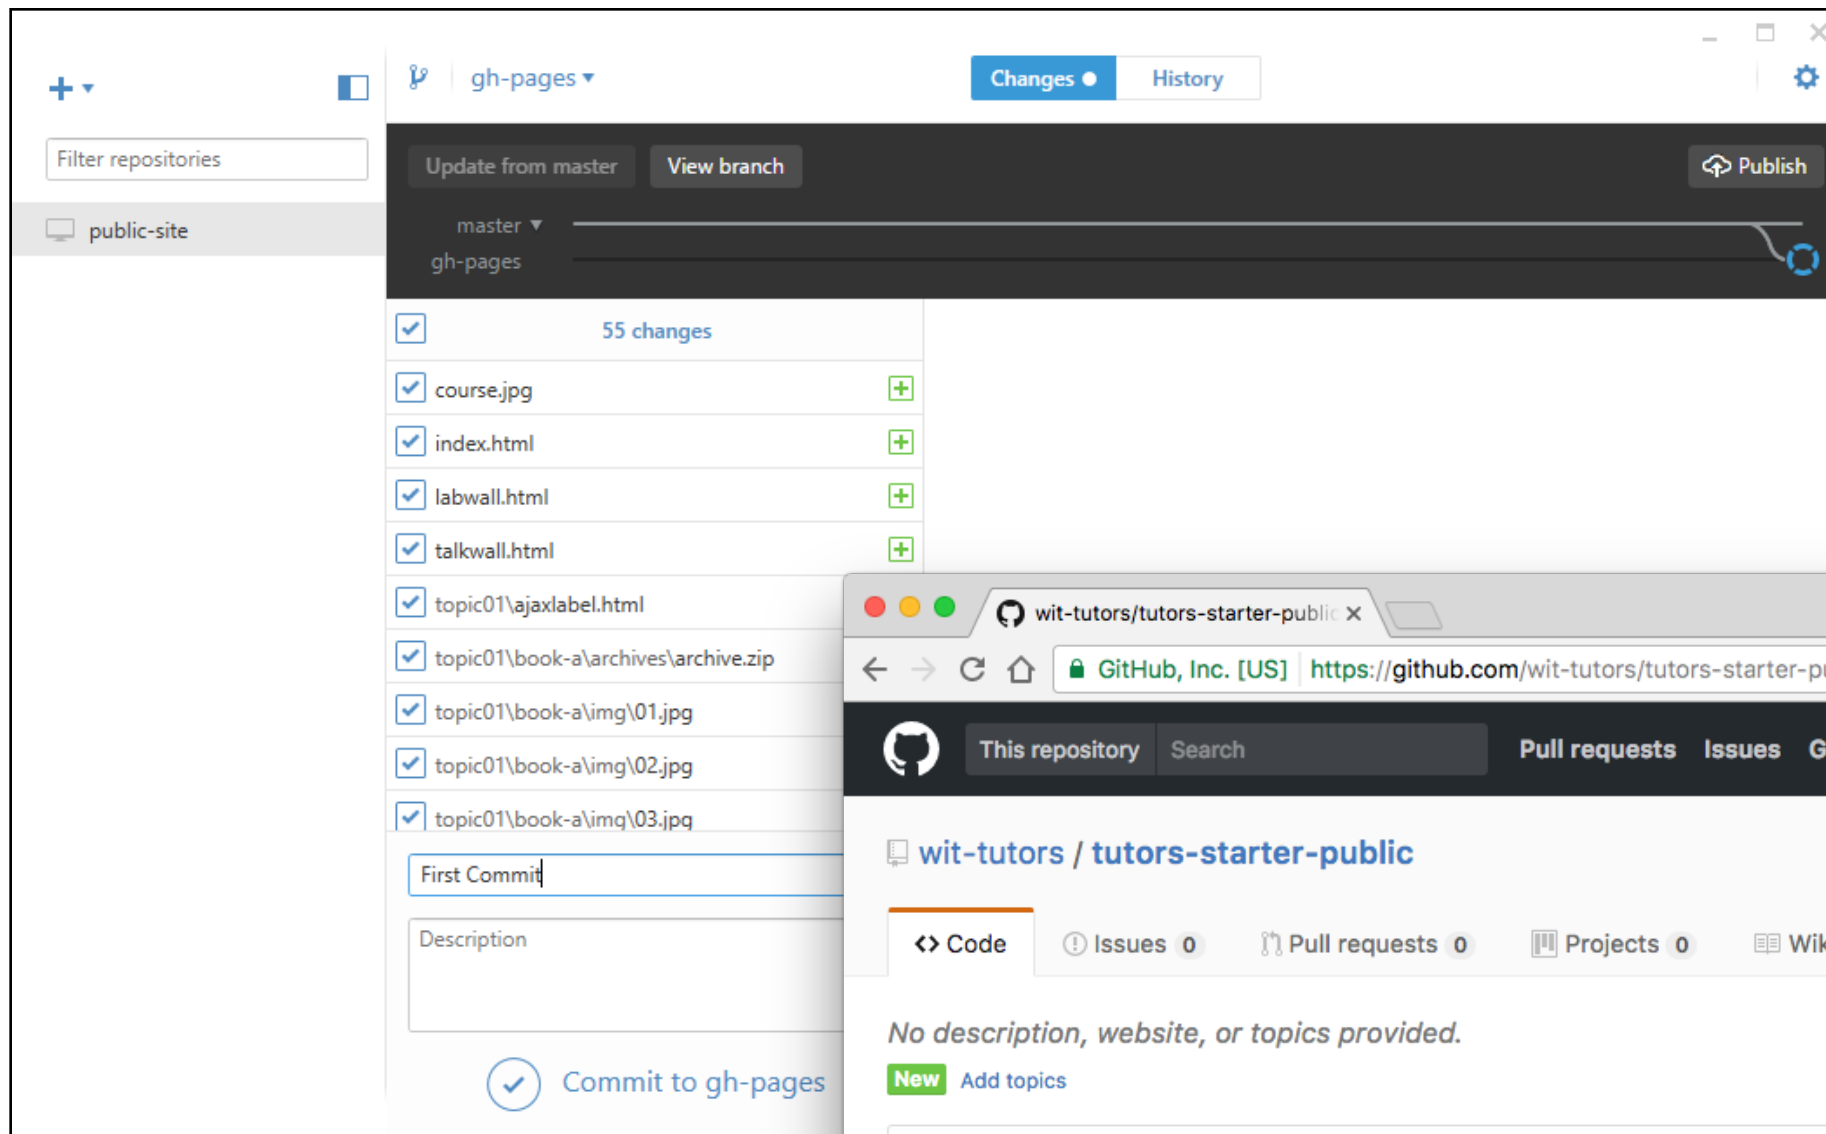 gh-pages
Changes
History
Filter repositories
public-site
Update from master
View branch
Publish
master
gh-pages
55 changes
course.jpg
index.html
labwall.html
talkwall.html
topic01\ajaxlabel.html
topic01\book-a\archives\archive.zip
topic01\book-a\img\01.jpg
topic01\book-a\img\02.jpg
topic01\book-a\img\03.jpg
First Commit
Description
Commit to gh-pages
wit-tutors/tutors-starter-public
GitHub, Inc. [US] https://github.com/wit-tutors/tutors-starter-pu
This repository Search Pull requests Issues G
wit-tutors / tutors-starter-public
Code Issues 0 Pull requests 0 Projects 0 Wik
No description, website, or topics provided.
New Add topics